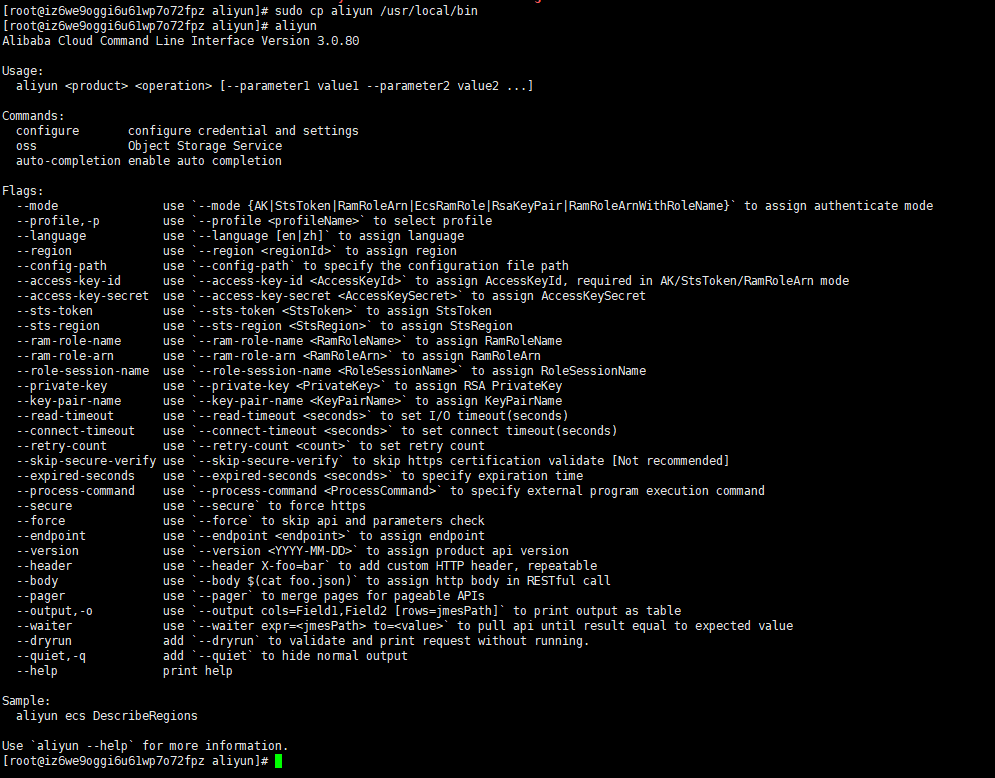 [root@iz6we9oggi6u61wp7o72fpz aliyun]# sudo cp aliyun /usr/local/bin
[root@iz6we9oggi6u61wp7o72fpz aliyun]# aliyun
Alibaba Cloud Command Line Interface Version 3.0.80

Usage:
  aliyun <product> <operation> [--parameter1 value1 --parameter2 value2 ...]

Commands:
  configure       configure credential and settings
  oss             Object Storage Service
  auto-completion enable auto completion

Flags:
  --mode               use `--mode {AK|StsToken|RamRoleArn|EcsRamRole|RsaKeyPair|RamRoleArnWithRoleName}` to assign authenticate mode
  --profile,-p         use `--profile <profileName>` to select profile
  --language           use `--language [en|zh]` to assign language
  --region             use `--region <regionId>` to assign region
  --config-path        use `--config-path` to specify the configuration file path
  --access-key-id      use `--access-key-id <AccessKeyId>` to assign AccessKeyId, required in AK/StsToken/RamRoleArn mode
  --access-key-secret  use `--access-key-secret <AccessKeySecret>` to assign AccessKeySecret
  --sts-token          use `--sts-token <StsToken>` to assign StsToken
  --sts-region         use `--sts-region <StsRegion>` to assign StsRegion
  --ram-role-name      use `--ram-role-name <RamRoleName>` to assign RamRoleName
  --ram-role-arn       use `--ram-role-arn <RamRoleArn>` to assign RamRoleArn
  --role-session-name  use `--role-session-name <RoleSessionName>` to assign RoleSessionName
  --private-key        use `--private-key <PrivateKey>` to assign RSA PrivateKey
  --key-pair-name      use `--key-pair-name <KeyPairName>` to assign KeyPairName
  --read-timeout       use `--read-timeout <seconds>` to set I/O timeout(seconds)
  --connect-timeout    use `--connect-timeout <seconds>` to set connect timeout(seconds)
  --retry-count        use `--retry-count <count>` to set retry count
  --skip-secure-verify use `--skip-secure-verify` to skip https certification validate [Not recommended]
  --expired-seconds    use `--expired-seconds <seconds>` to specify expiration time
  --process-command    use `--process-command <ProcessCommand>` to specify external program execution command
  --secure             use `--secure` to force https
  --force              use `--force` to skip api and parameters check
  --endpoint           use `--endpoint <endpoint>` to assign endpoint
  --version            use `--version <YYYY-MM-DD>` to assign product api version
  --header             use `--header X-foo=bar` to add custom HTTP header, repeatable
  --body               use `--body $(cat foo.json)` to assign http body in RESTful call
  --pager              use `--pager` to merge pages for pageable APIs
  --output,-o          use `--output cols=Field1,Field2 [rows=jmesPath]` to print output as table
  --waiter             use `--waiter expr=<jmesPath> to=<value>` to pull api until result equal to expected value
  --dryrun             add `--dryrun` to validate and print request without running.
  --quiet,-q           add `--quiet` to hide normal output
  --help               print help

Sample:
  aliyun ecs DescribeRegions

Use `aliyun --help` for more information.
[root@iz6we9oggi6u61wp7o72fpz aliyun]#